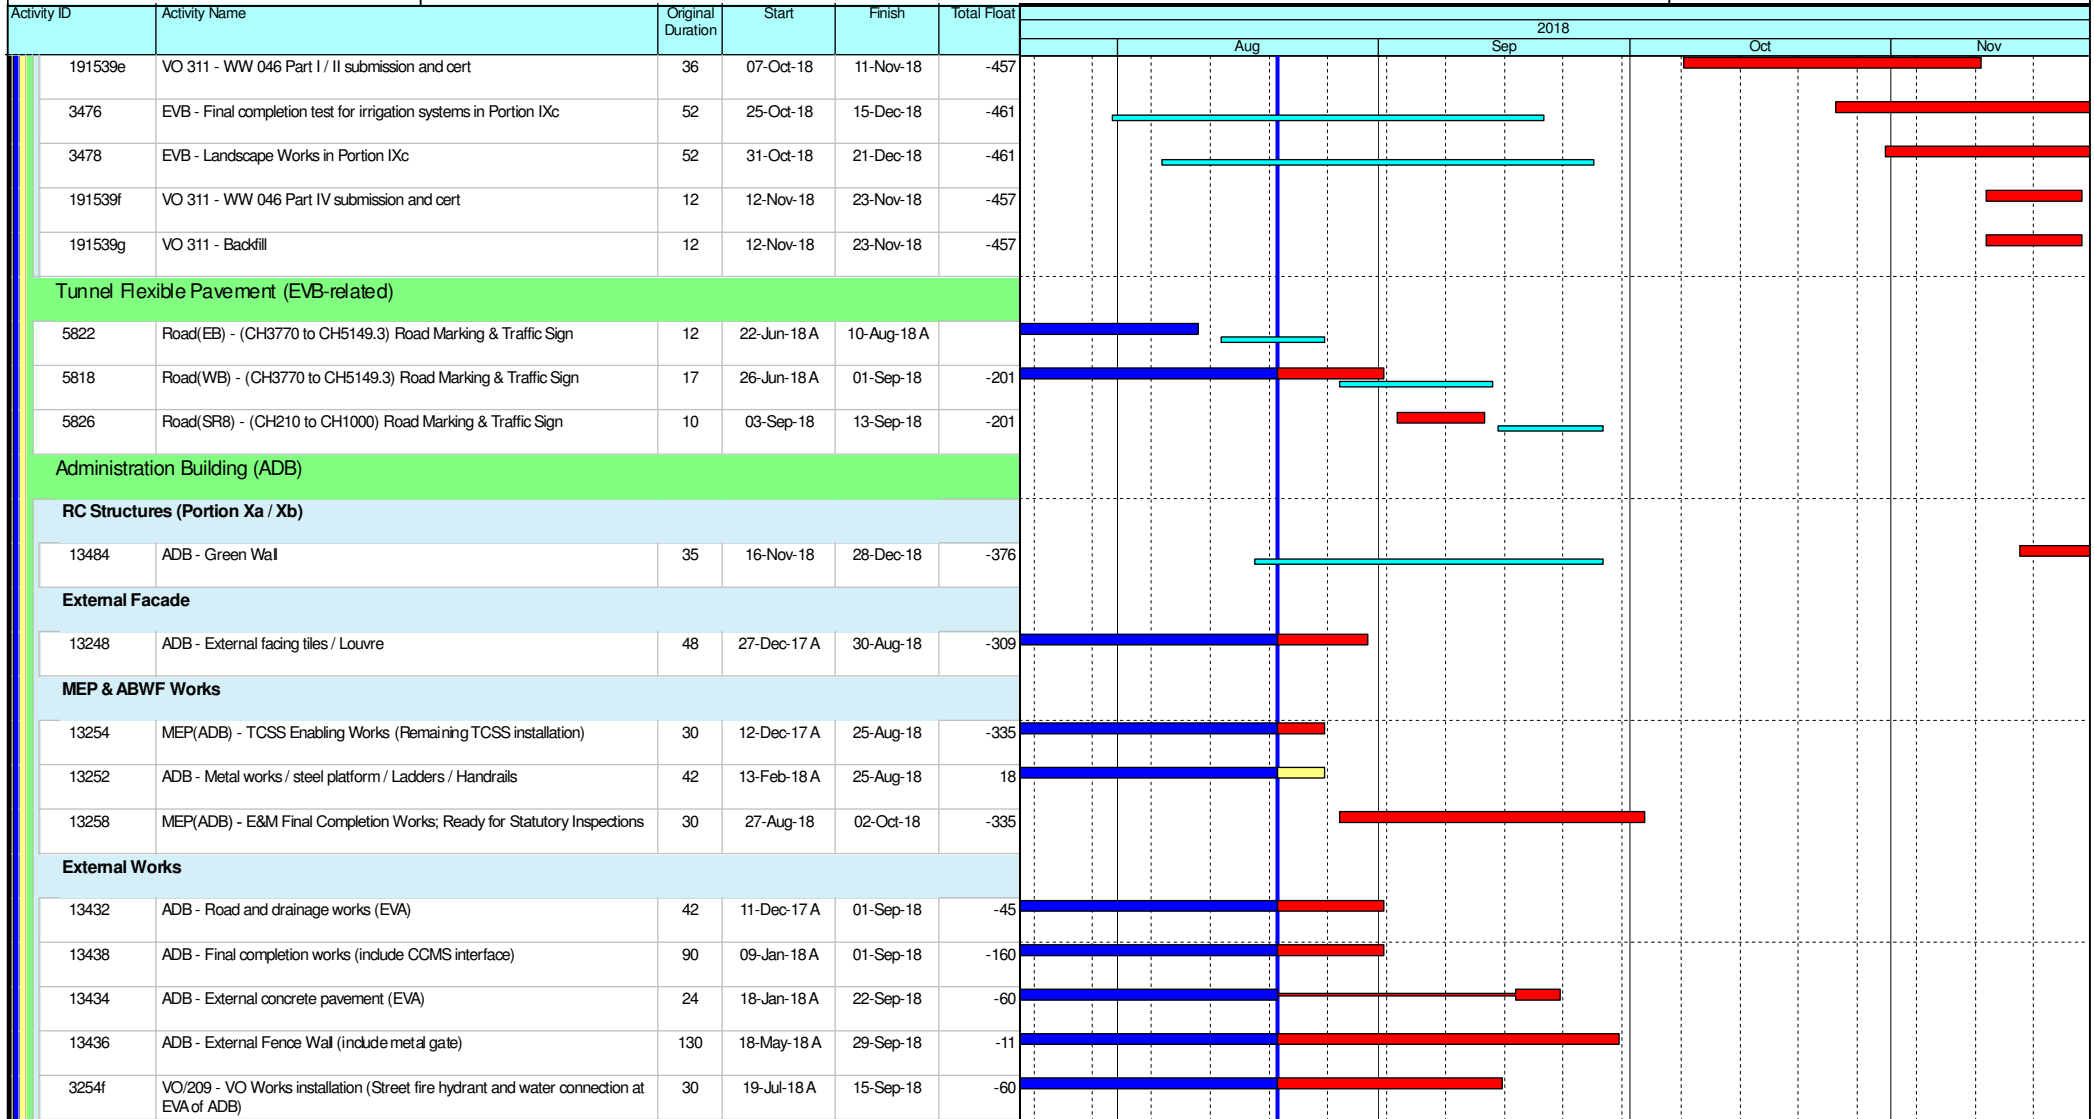 Activity ID Activity Name Original Duration Start Finish Total Float
2018
Aug Sep Oct Nov
191539e VO 311 - WW 046 Part I / II submission and cert 36 07-Oct-18 11-Nov-18 -457
3476 EVB - Final completion test for irrigation systems in Portion IXc 52 25-Oct-18 15-Dec-18 -461
3478 EVB - Landscape Works in Portion IXc 52 31-Oct-18 21-Dec-18 -461
191539f VO 311 - WW 046 Part IV submission and cert 12 12-Nov-18 23-Nov-18 -457
191539g VO 311 - Backfill 12 12-Nov-18 23-Nov-18 -457
Tunnel Flexible Pavement (EVB-related)
5822 Road(EB) - (CH3770 to CH5149.3) Road Marking & Traffic Sign 12 22-Jun-18 A 10-Aug-18 A
5818 Road(WB) - (CH3770 to CH5149.3) Road Marking & Traffic Sign 17 26-Jun-18 A 01-Sep-18 -201
5826 Road(SR8) - (CH210 to CH1000) Road Marking & Traffic Sign 10 03-Sep-18 13-Sep-18 -201
Administration Building (ADB)
RC Structures (Portion Xa / Xb)
13484 ADB - Green Wall 35 16-Nov-18 28-Dec-18 -376
External Facade
13248 ADB - External facing tiles / Louvre 48 27-Dec-17 A 30-Aug-18 -309
MEP & ABWF Works
13254 MEP(ADB) - TCSS Enabling Works (Remaining TCSS installation) 30 12-Dec-17 A 25-Aug-18 -335
13252 ADB - Metal works / steel platform / Ladders / Handrails 42 13-Feb-18 A 25-Aug-18 18
13258 MEP(ADB) - E&M Final Completion Works; Ready for Statutory Inspections 30 27-Aug-18 02-Oct-18 -335
External Works
13432 ADB - Road and drainage works (EVA) 42 11-Dec-17 A 01-Sep-18 -45
13438 ADB - Final completion works (include CCMS interface) 90 09-Jan-18 A 01-Sep-18 -160
13434 ADB - External concrete pavement (EVA) 24 18-Jan-18 A 22-Sep-18 -60
13436 ADB - External Fence Wall (include metal gate) 130 18-May-18 A 29-Sep-18 -11
3254f VO/209 - VO Works installation (Street fire hydrant and water connection at 30 19-Jul-18 A 15-Sep-18 -60
EVA of ADB)